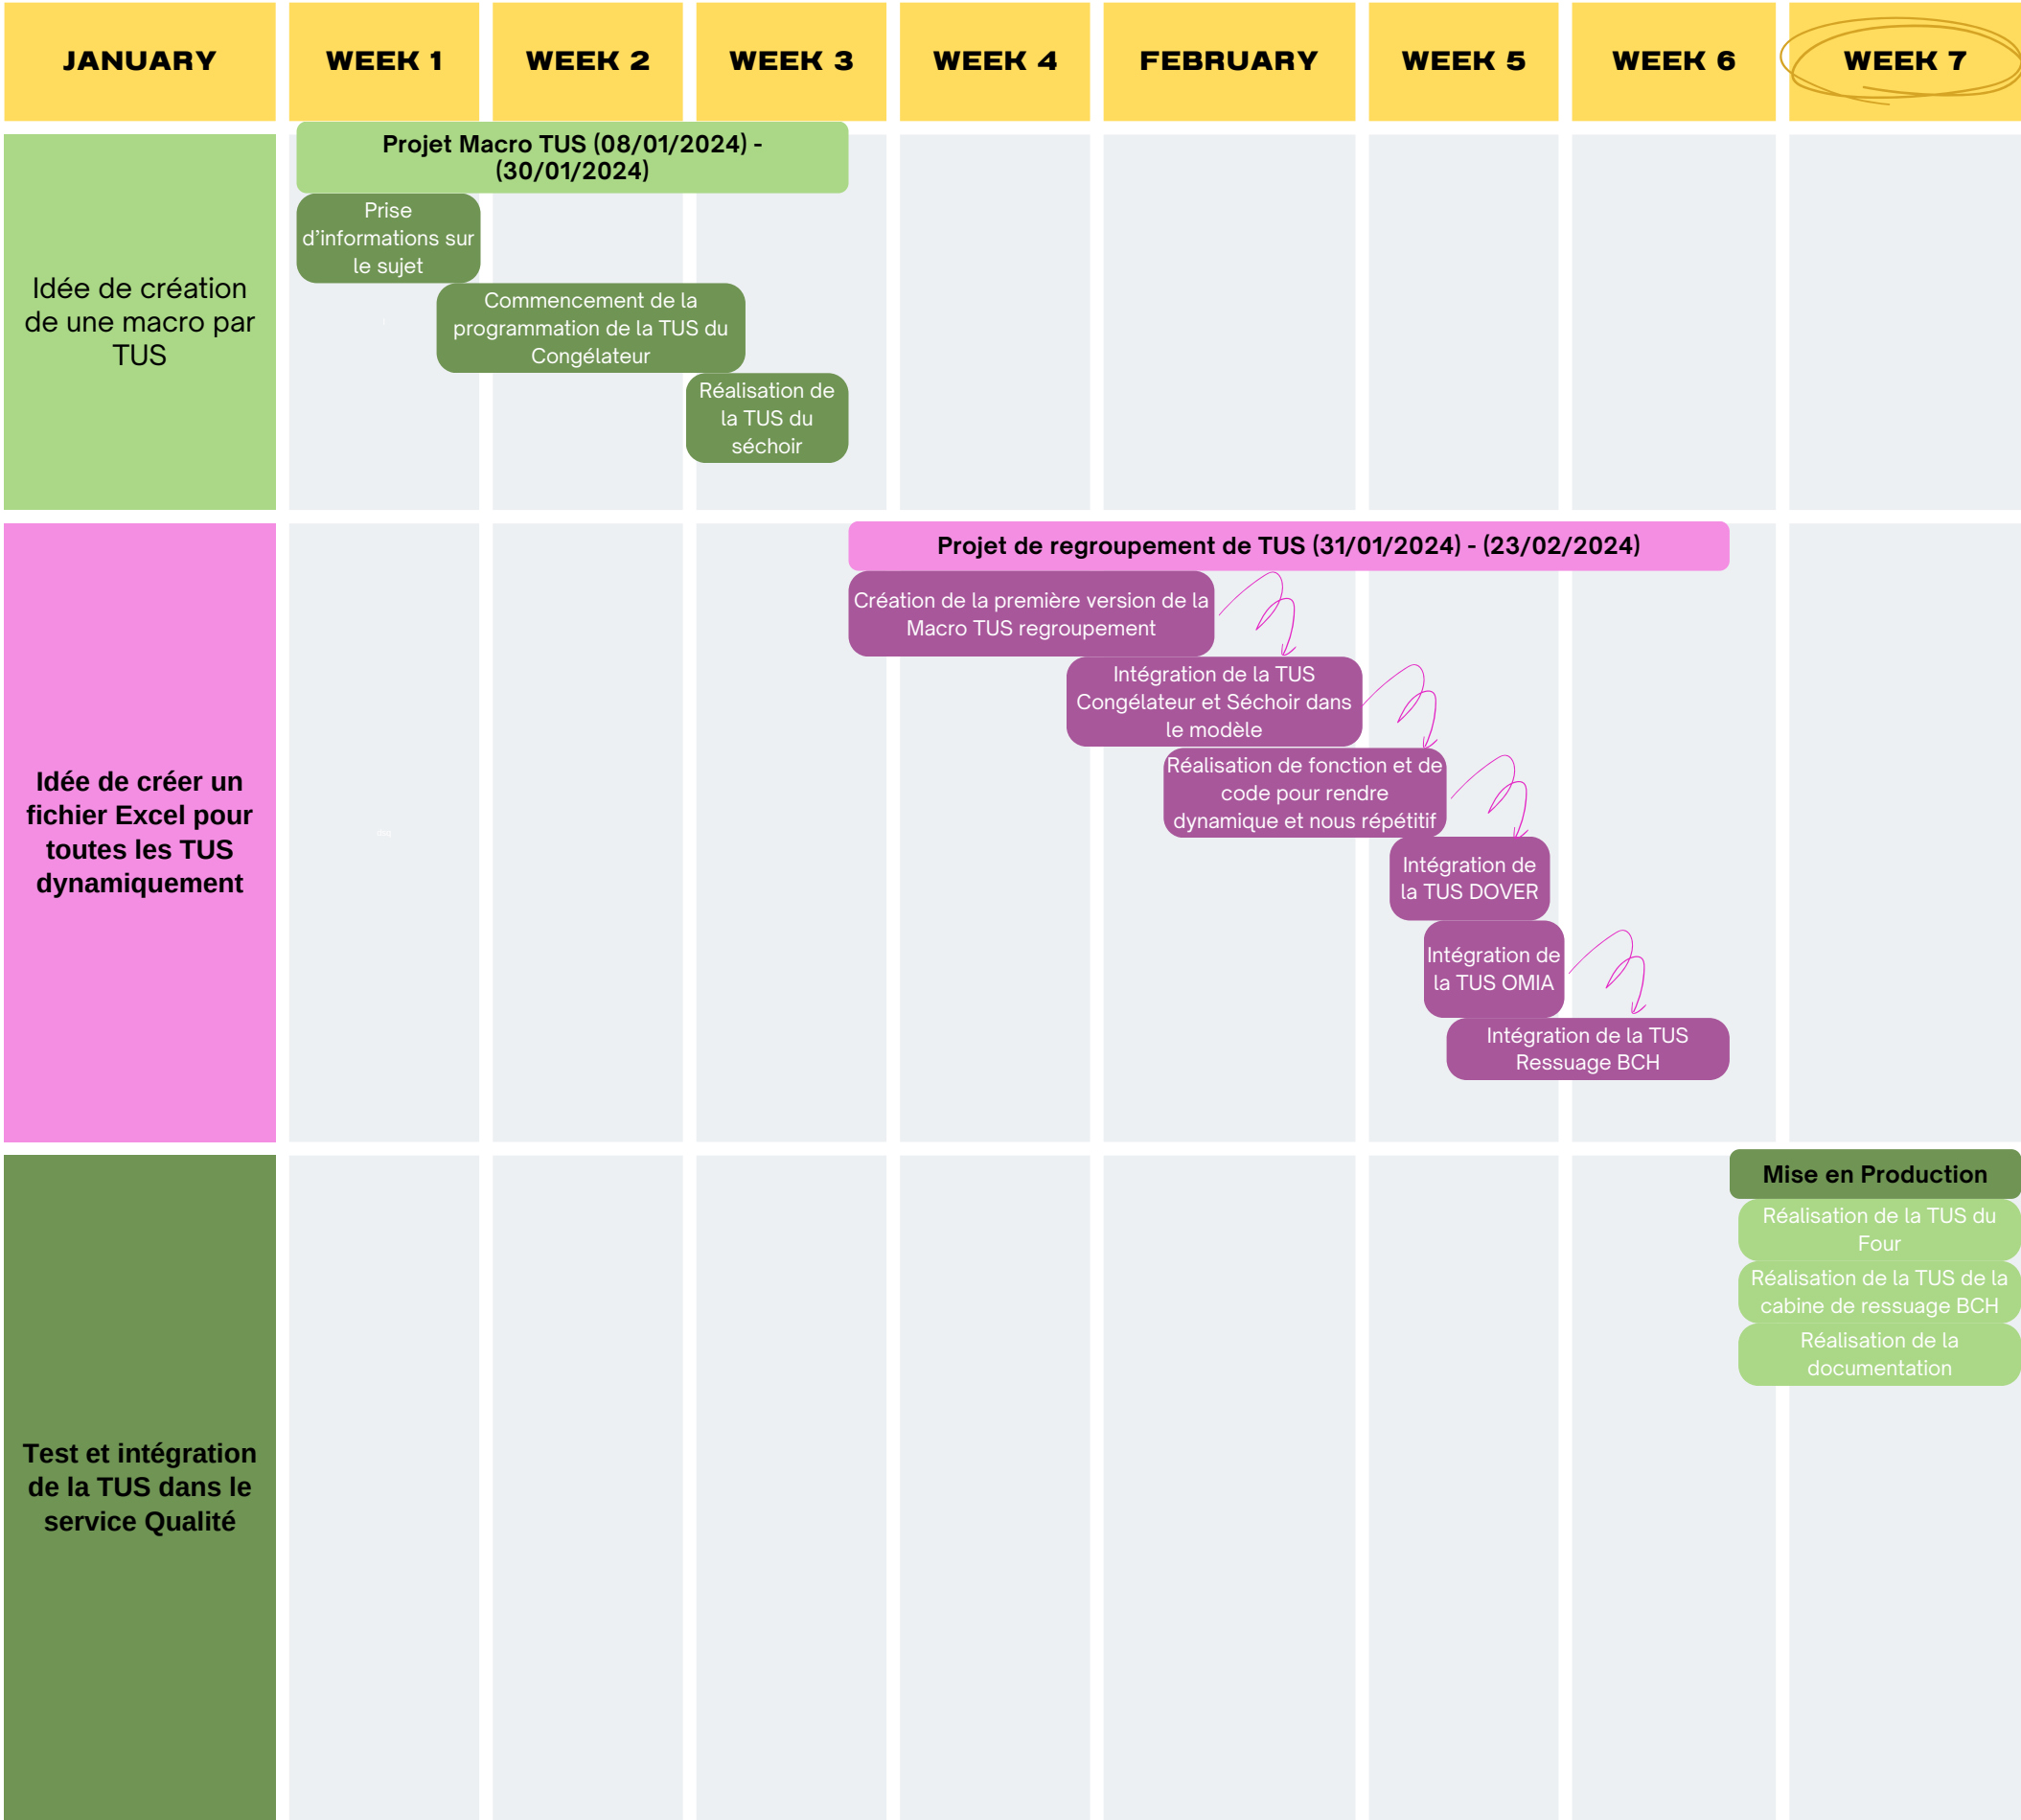 JANUARY
WEEK 1
WEEK 2
WEEK 3
WEEK 4
FEBRUARY
WEEK 5
WEEK 6
WEEK 7
Idée de création
de une macro par
TUS
Projet Macro TUS (08/01/2024) -
(30/01/2024)
Prise
d’informations sur
le sujet
Commencement de la
programmation de la TUS du
Congélateur
Réalisation de
la TUS du
séchoir
Idée de créer un
fichier Excel pour
toutes les TUS
dynamiquement
Projet de regroupement de TUS (31/01/2024) - (23/02/2024)
Création de la première version de la
Macro TUS regroupement
Intégration de la TUS
Congélateur et Séchoir dans
le modèle
Réalisation de fonction et de
code pour rendre
dynamique et nous répétitif
Intégration de
la TUS DOVER
Intégration de
la TUS OMIA
Intégration de la TUS
Ressuage BCH
Test et intégration
de la TUS dans le
service Qualité
Mise en Production
Réalisation de la TUS du
Four
Réalisation de la TUS de la
cabine de ressuage BCH
Réalisation de la
documentation